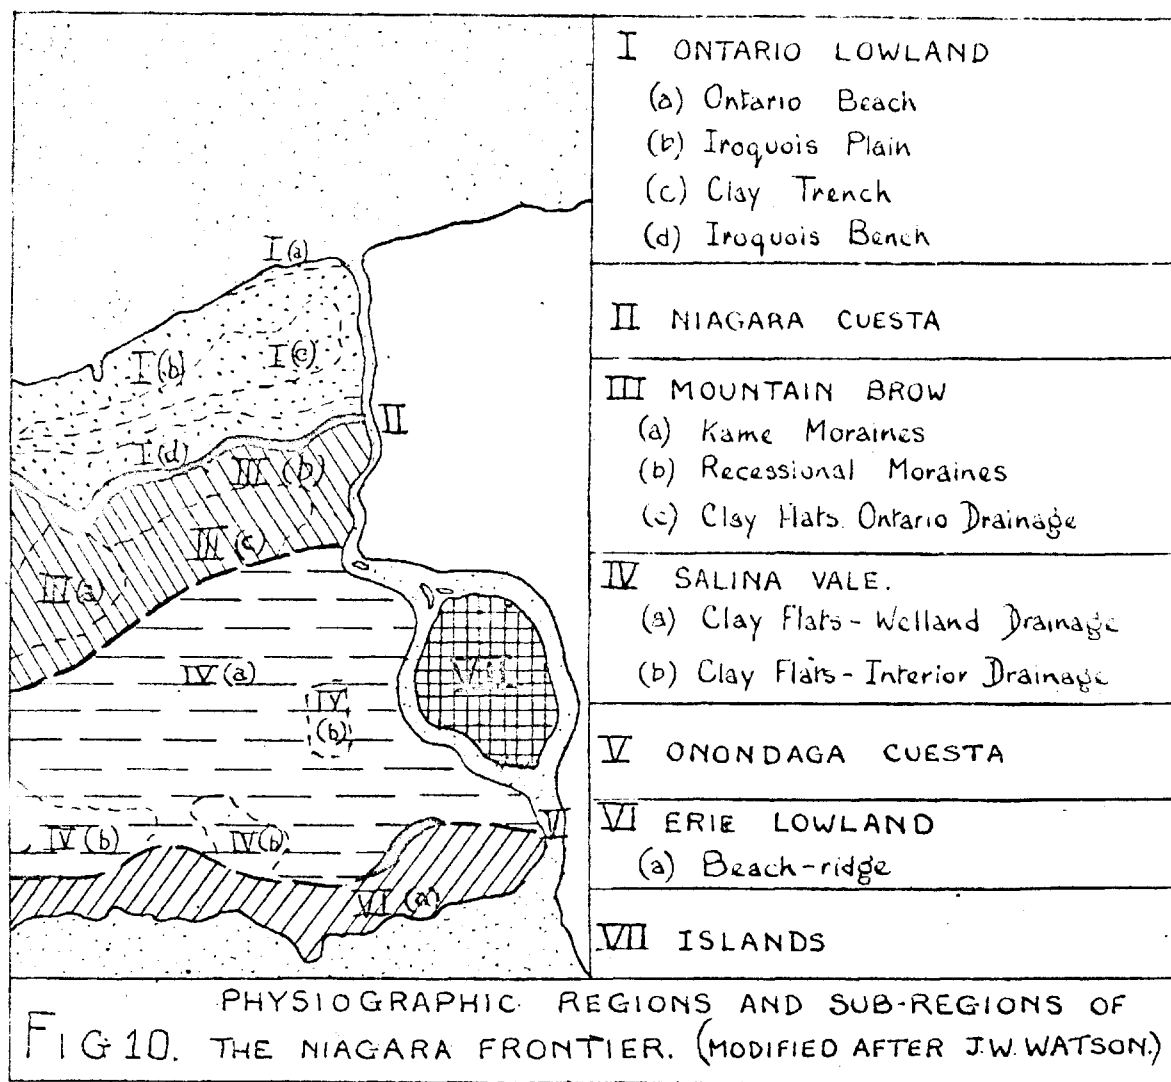 I ONTARIO LOWLAND
(a) Ontario Beach
(b) Iroquois Plain
(c) Clay Trench
(d) Iroquois Bench
II NIAGARA CUESTA
III MOUNTAIN BROW
(a) Kame Moraines
(b) Recessional Moraines
(c) Clay Flats. Ontario Drainage
IV SALINA VALE.
(a) Clay Flats - Welland Drainage
(b) Clay Flats - Interior Drainage
V ONONDAGA CUESTA
VI ERIE LOWLAND
(a) Beach-ridge
VII ISLANDS
I (a)
I (b)
I (c)
II
I (d)
III (b)
III (c)
III (a)
IV (a)
VII
IV
(b)
IV (b)
IV (b)
V
VI (a)
PHYSIOGRAPHIC REGIONS AND SUB-REGIONS OF
FIG 10. THE NIAGARA FRONTIER. (MODIFIED AFTER J.W. WATSON.)